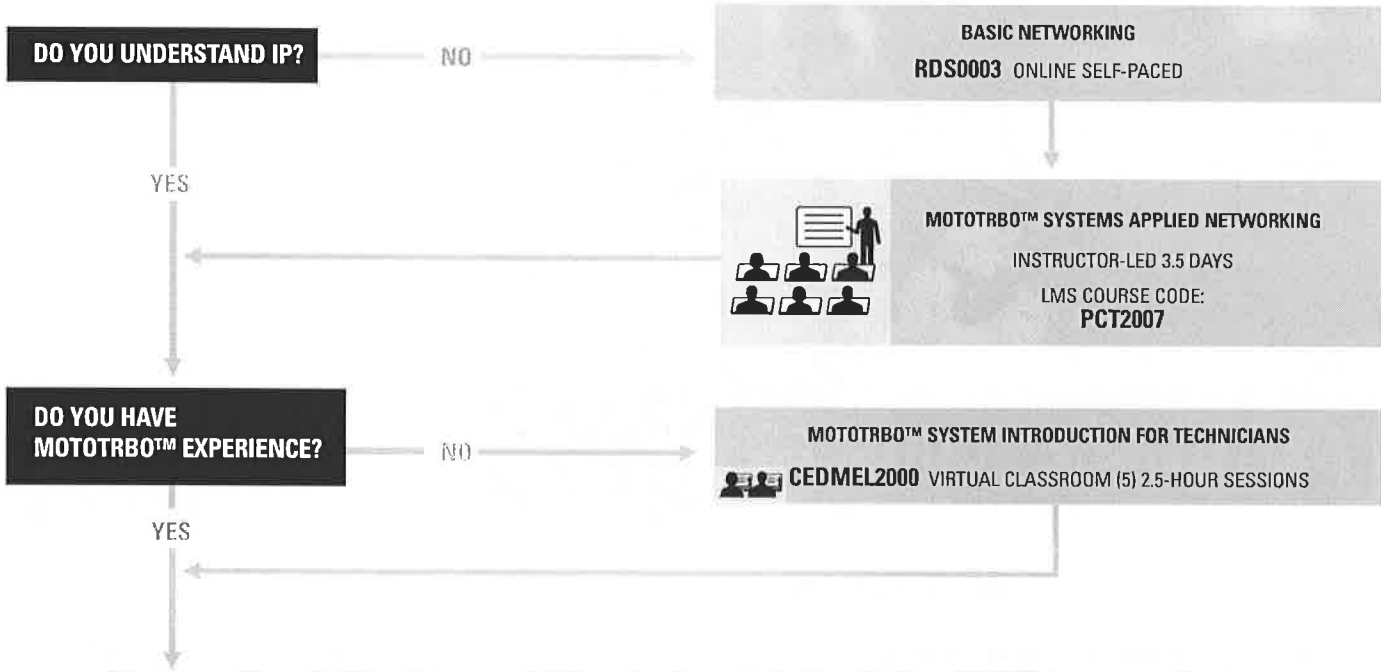 DO YOU UNDERSTAND IP?
NO
BASIC NETWORKING
RDS0003 ONLINE SELF-PACED
YES
MOTOTRBO™ SYSTEMS APPLIED NETWORKING
INSTRUCTOR-LED 3.5 DAYS
LMS COURSE CODE:
PCT2007
DO YOU HAVE
MOTOTRBO™ EXPERIENCE?
NO
MOTOTRBO™ SYSTEM INTRODUCTION FOR TECHNICIANS
CEDMEL2000 VIRTUAL CLASSROOM (5) 2.5-HOUR SESSIONS
YES